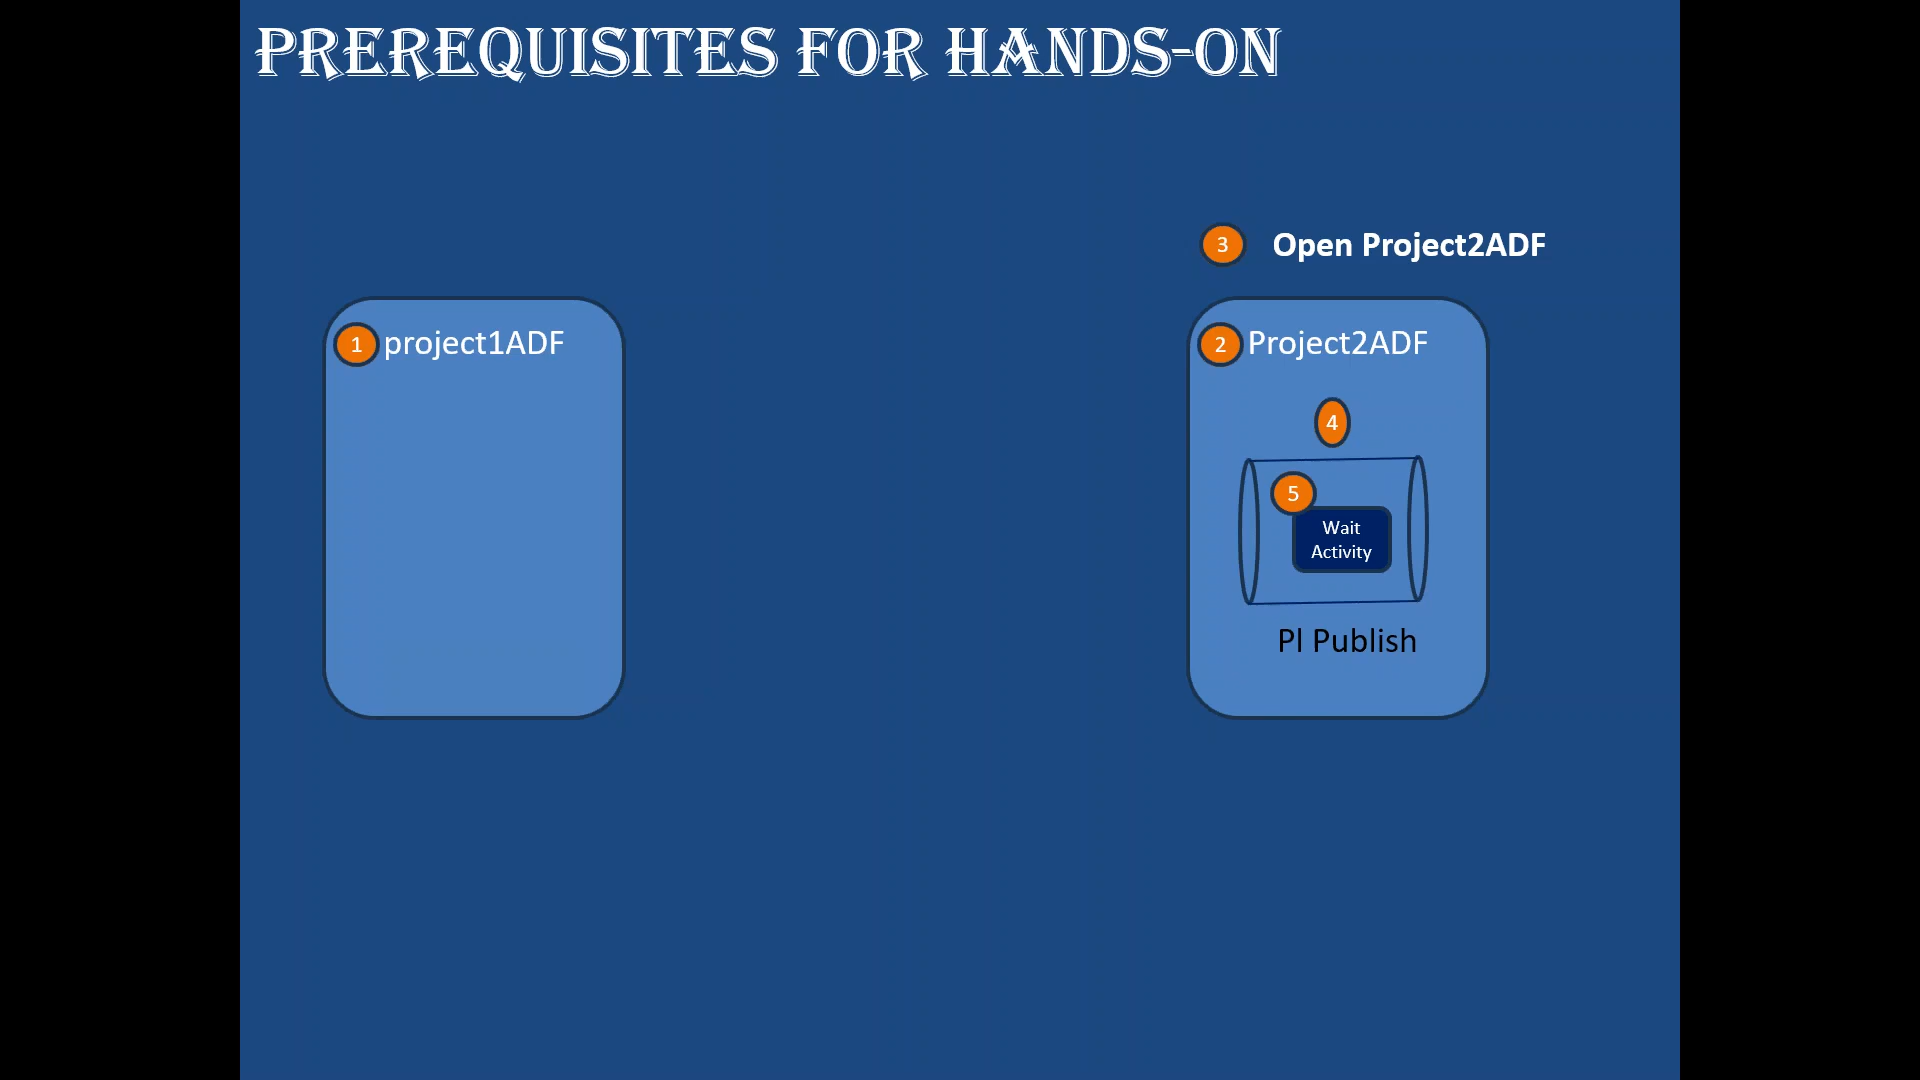 PREREQUISITES FOR HANDS-ON
3 Open Project2ADF
1 project1ADF
2 Project2ADF
4
5
Wait
Activity
Pl Publish